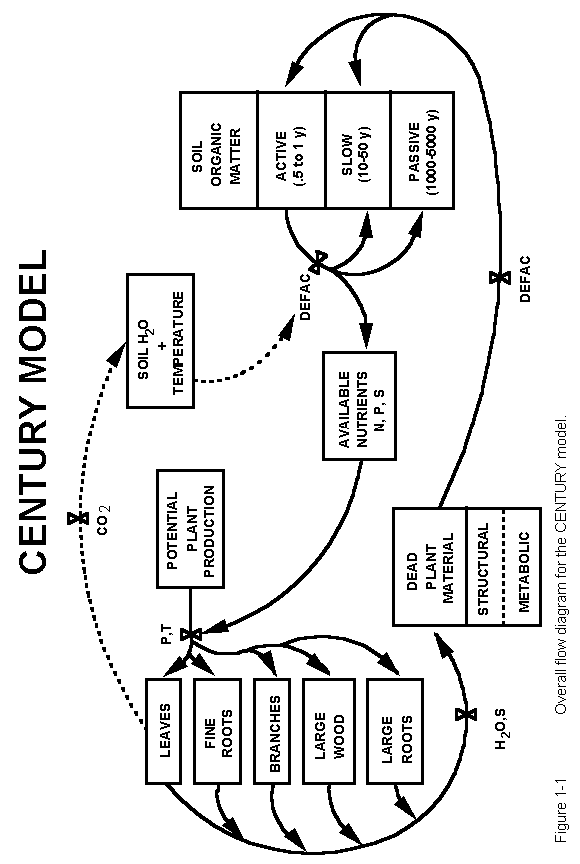 CENTURY MODEL
CO2
SOIL H2O
+
TEMPERATURE
SOIL
ORGANIC
MATTER
ACTIVE
(.5 to 1 y)
SLOW
(10-50 y)
PASSIVE
(1000-5000 y)
DEFAC
P,T
POTENTIAL
PLANT
PRODUCTION
AVAILABLE
NUTRIENTS
N, P, S
LEAVES
FINE
ROOTS
BRANCHES
LARGE
WOOD
LARGE
ROOTS
H2O,S
DEAD
PLANT
MATERIAL
STRUCTURAL
METABOLIC
DEFAC
Figure 1-1 Overall flow diagram for the CENTURY model.